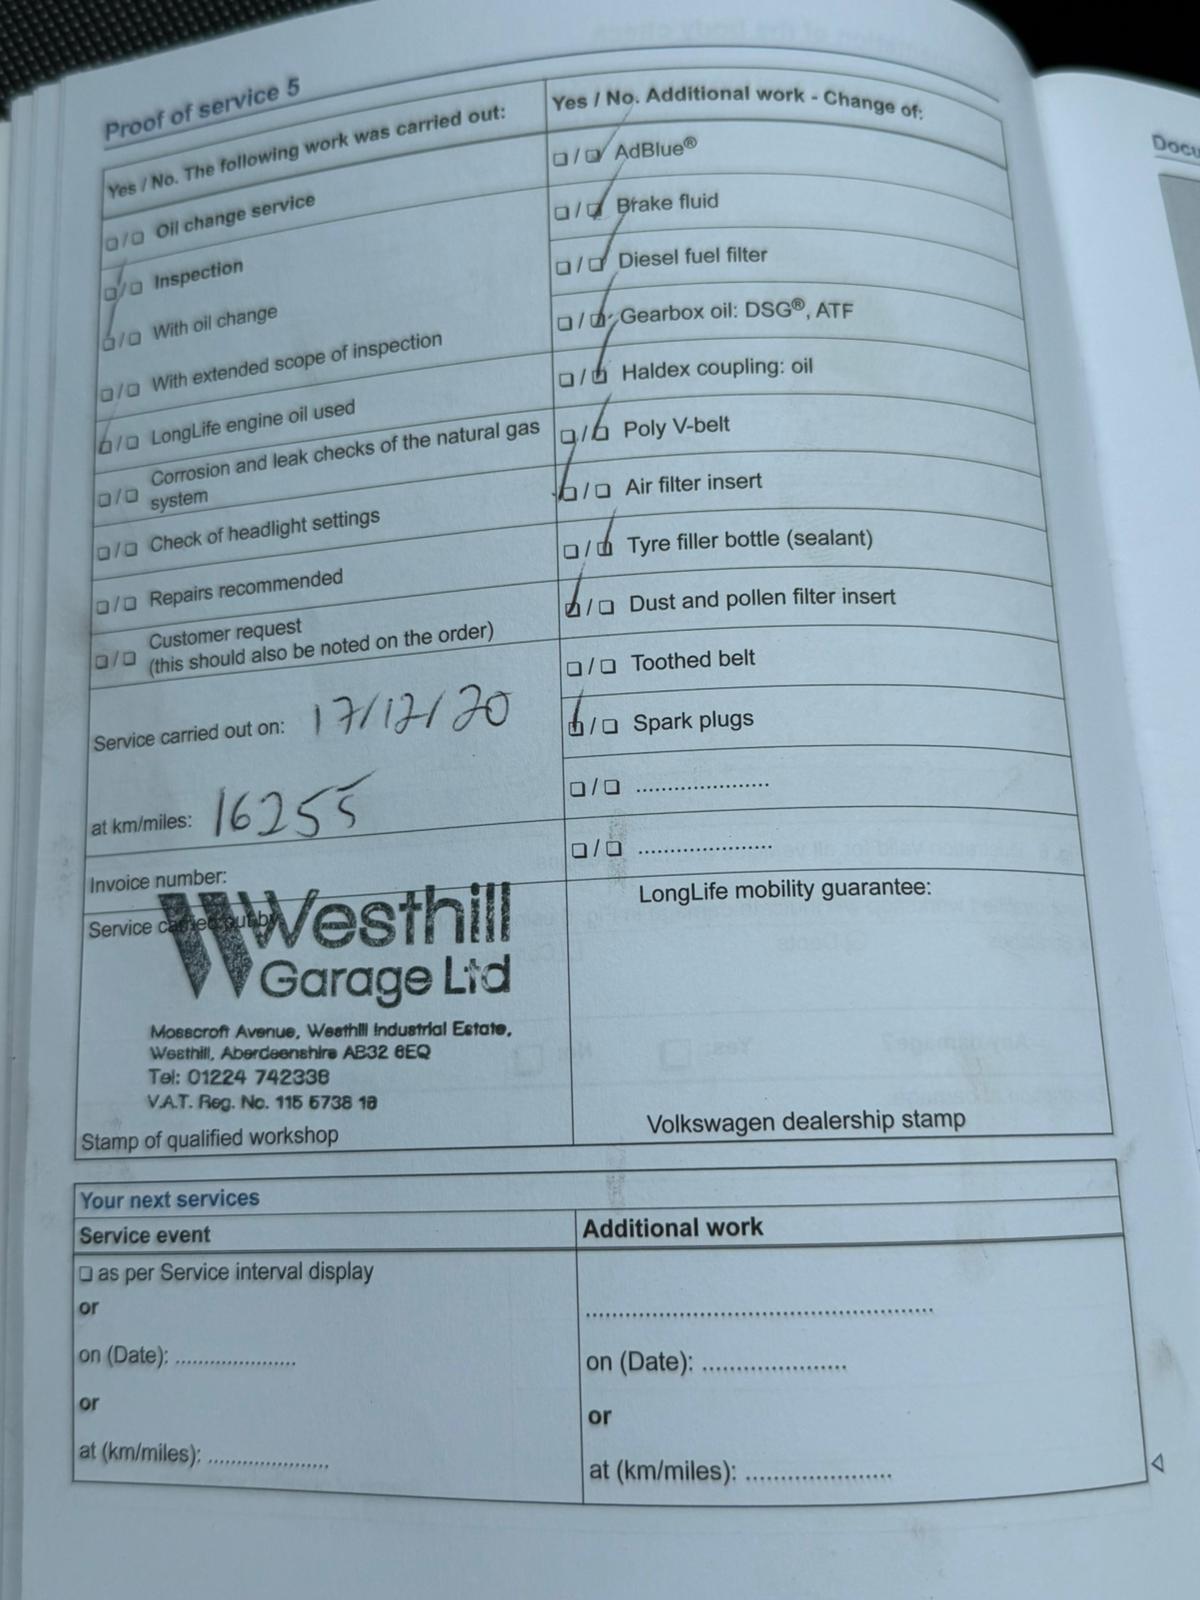 Proof of service 5
Yes / No. The following work was carried out:
❏/❏ Oil change service
❏/❏ Inspection
❏/❏ With oil change
❏/❏ With extended scope of inspection
❏/❏ LongLife engine oil used
❏/❏ Corrosion and leak checks of the natural gas
system
❏/❏ Check of headlight settings
❏/❏ Repairs recommended
❏/❏ Customer request
(this should also be noted on the order)
Service carried out on: 17/12/20
at km/miles: 16255
Invoice number:
Service carried out by
Westhill
Garage Ltd
Mosscroft Avenue, Westhill Industrial Estate,
Westhill, Aberdeenshire AB32 6EQ
Tel: 01224 742338
V.A.T. Reg. No. 115 6738 18
Stamp of qualified workshop
Yes / No. Additional work - Change of:
❏/❏ AdBlue®
❏/❏ Brake fluid
❏/❏ Diesel fuel filter
❏/❏ Gearbox oil: DSG®, ATF
❏/❏ Haldex coupling: oil
❏/❏ Poly V-belt
❏/❏ Air filter insert
❏/❏ Tyre filler bottle (sealant)
❏/❏ Dust and pollen filter insert
❏/❏ Toothed belt
❏/❏ Spark plugs
❏/❏ ......................
❏/❏ ......................
LongLife mobility guarantee:
Volkswagen dealership stamp
Your next services
Service event
❏ as per Service interval display
or
on (Date): ......................
or
at (km/miles): ......................
Additional work
............................................................
on (Date): .........................
or
at (km/miles): .........................
Docu